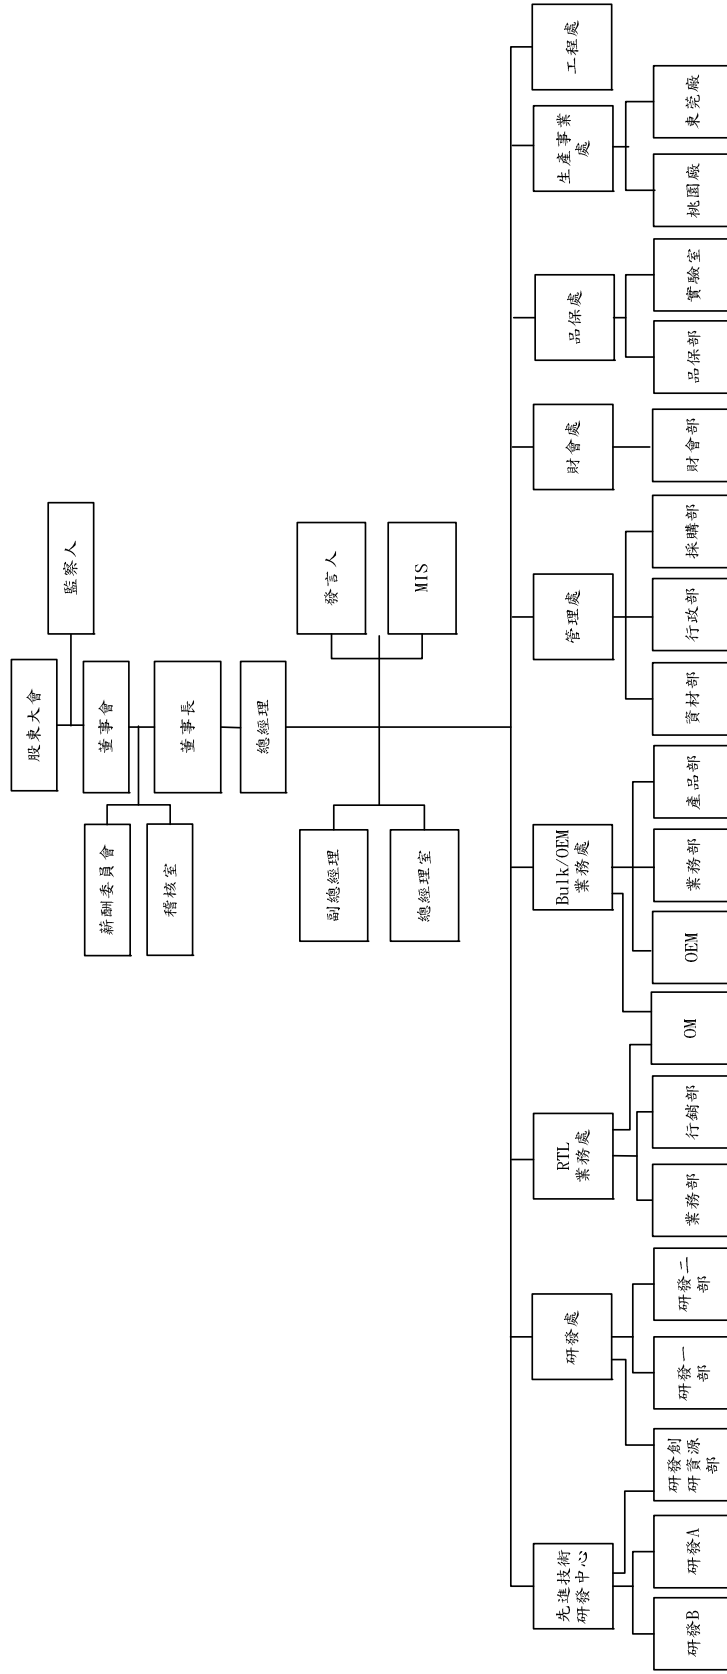 股東大會
監察人
董事會
薪酬委員會
稽核室
董事長
總經理
副總經理
總經理室
發言人
MIS
先進技術
研發中心
研發處
RTL
業務處
Bulk/OEM
業務處
管理處
財會處
品保處
生產事業
處
工程處
研發B
研發A
研發創
研資源
部
研發一
部
研發二
部
業務部
行銷部
OM
OEM
業務部
產品部
資材部
行政部
採購部
財會部
品保部
實驗室
桃園廠
東莞廠